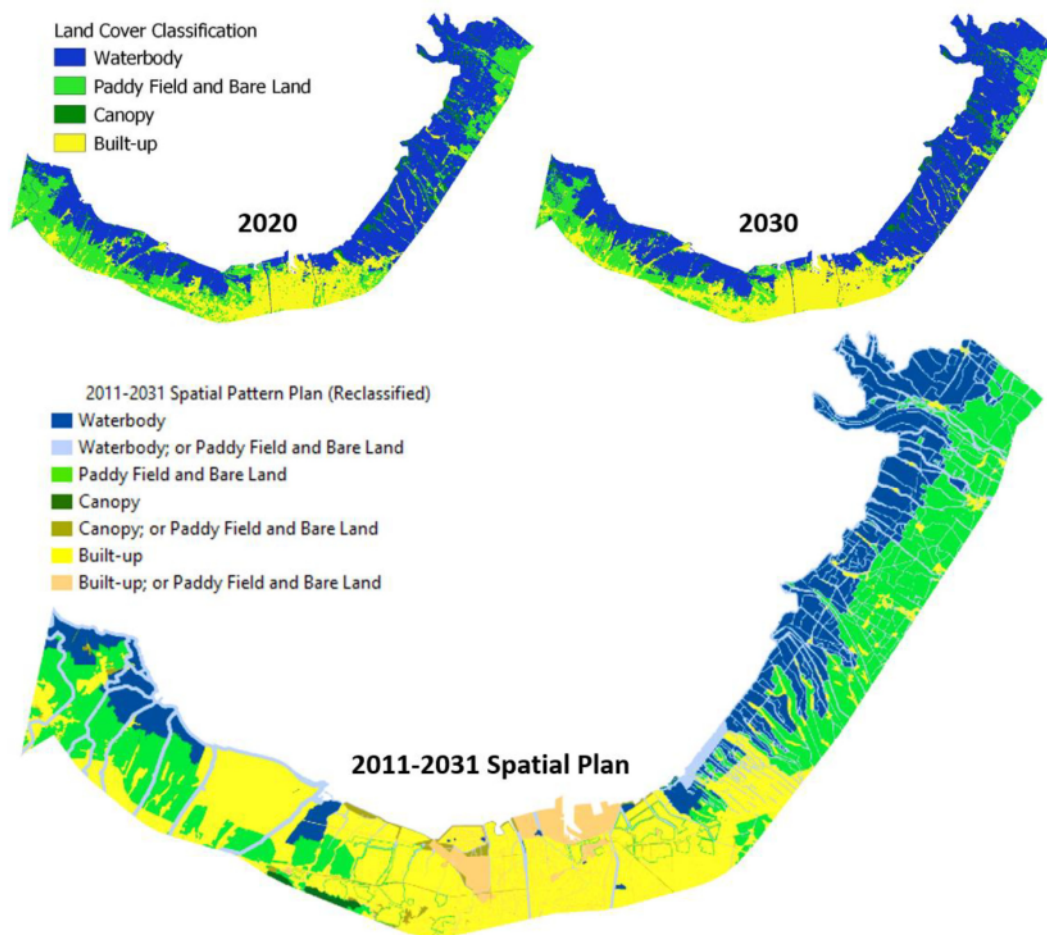 Land Cover Classification
Waterbody
Paddy Field and Bare Land
Canopy
Built-up
2020
2030
2011-2031 Spatial Pattern Plan (Reclassified)
Waterbody
Waterbody; or Paddy Field and Bare Land
Paddy Field and Bare Land
Canopy
Canopy; or Paddy Field and Bare Land
Built-up
Built-up; or Paddy Field and Bare Land
2011-2031 Spatial Plan